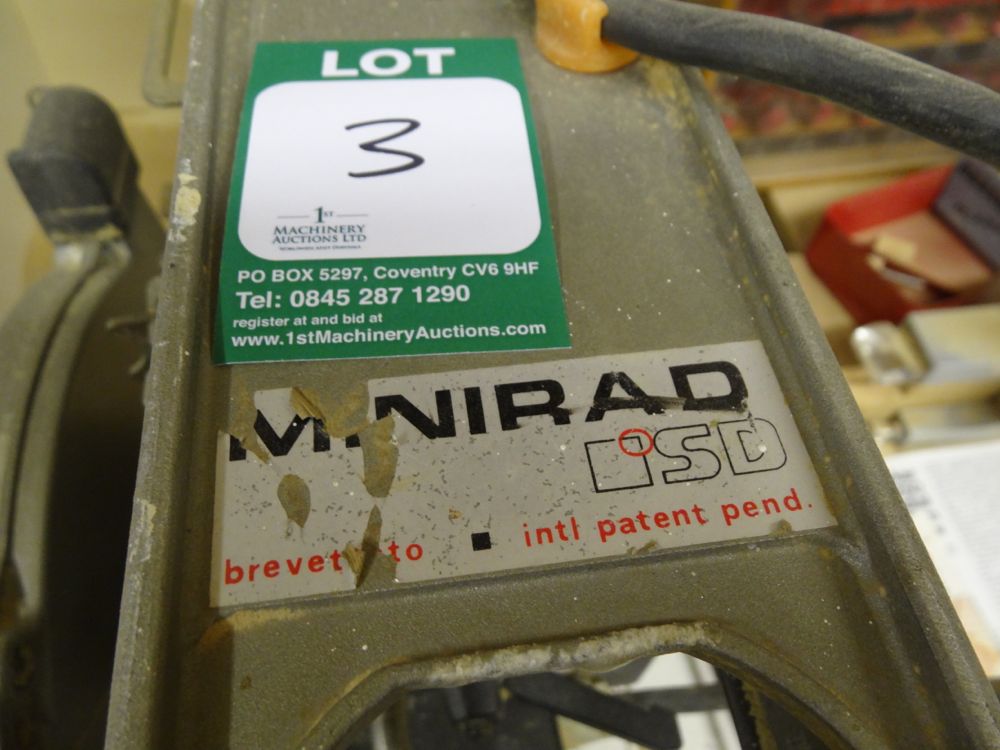 LOT
3
1ST
MACHINERY
AUCTIONS LTD
PO BOX 5297, Coventry CV6 9HF
Tel: 0845 287 1290
register at and bid at
www.1stMachineryAuctions.com
MINIRAD
ISD
intl patent pend.